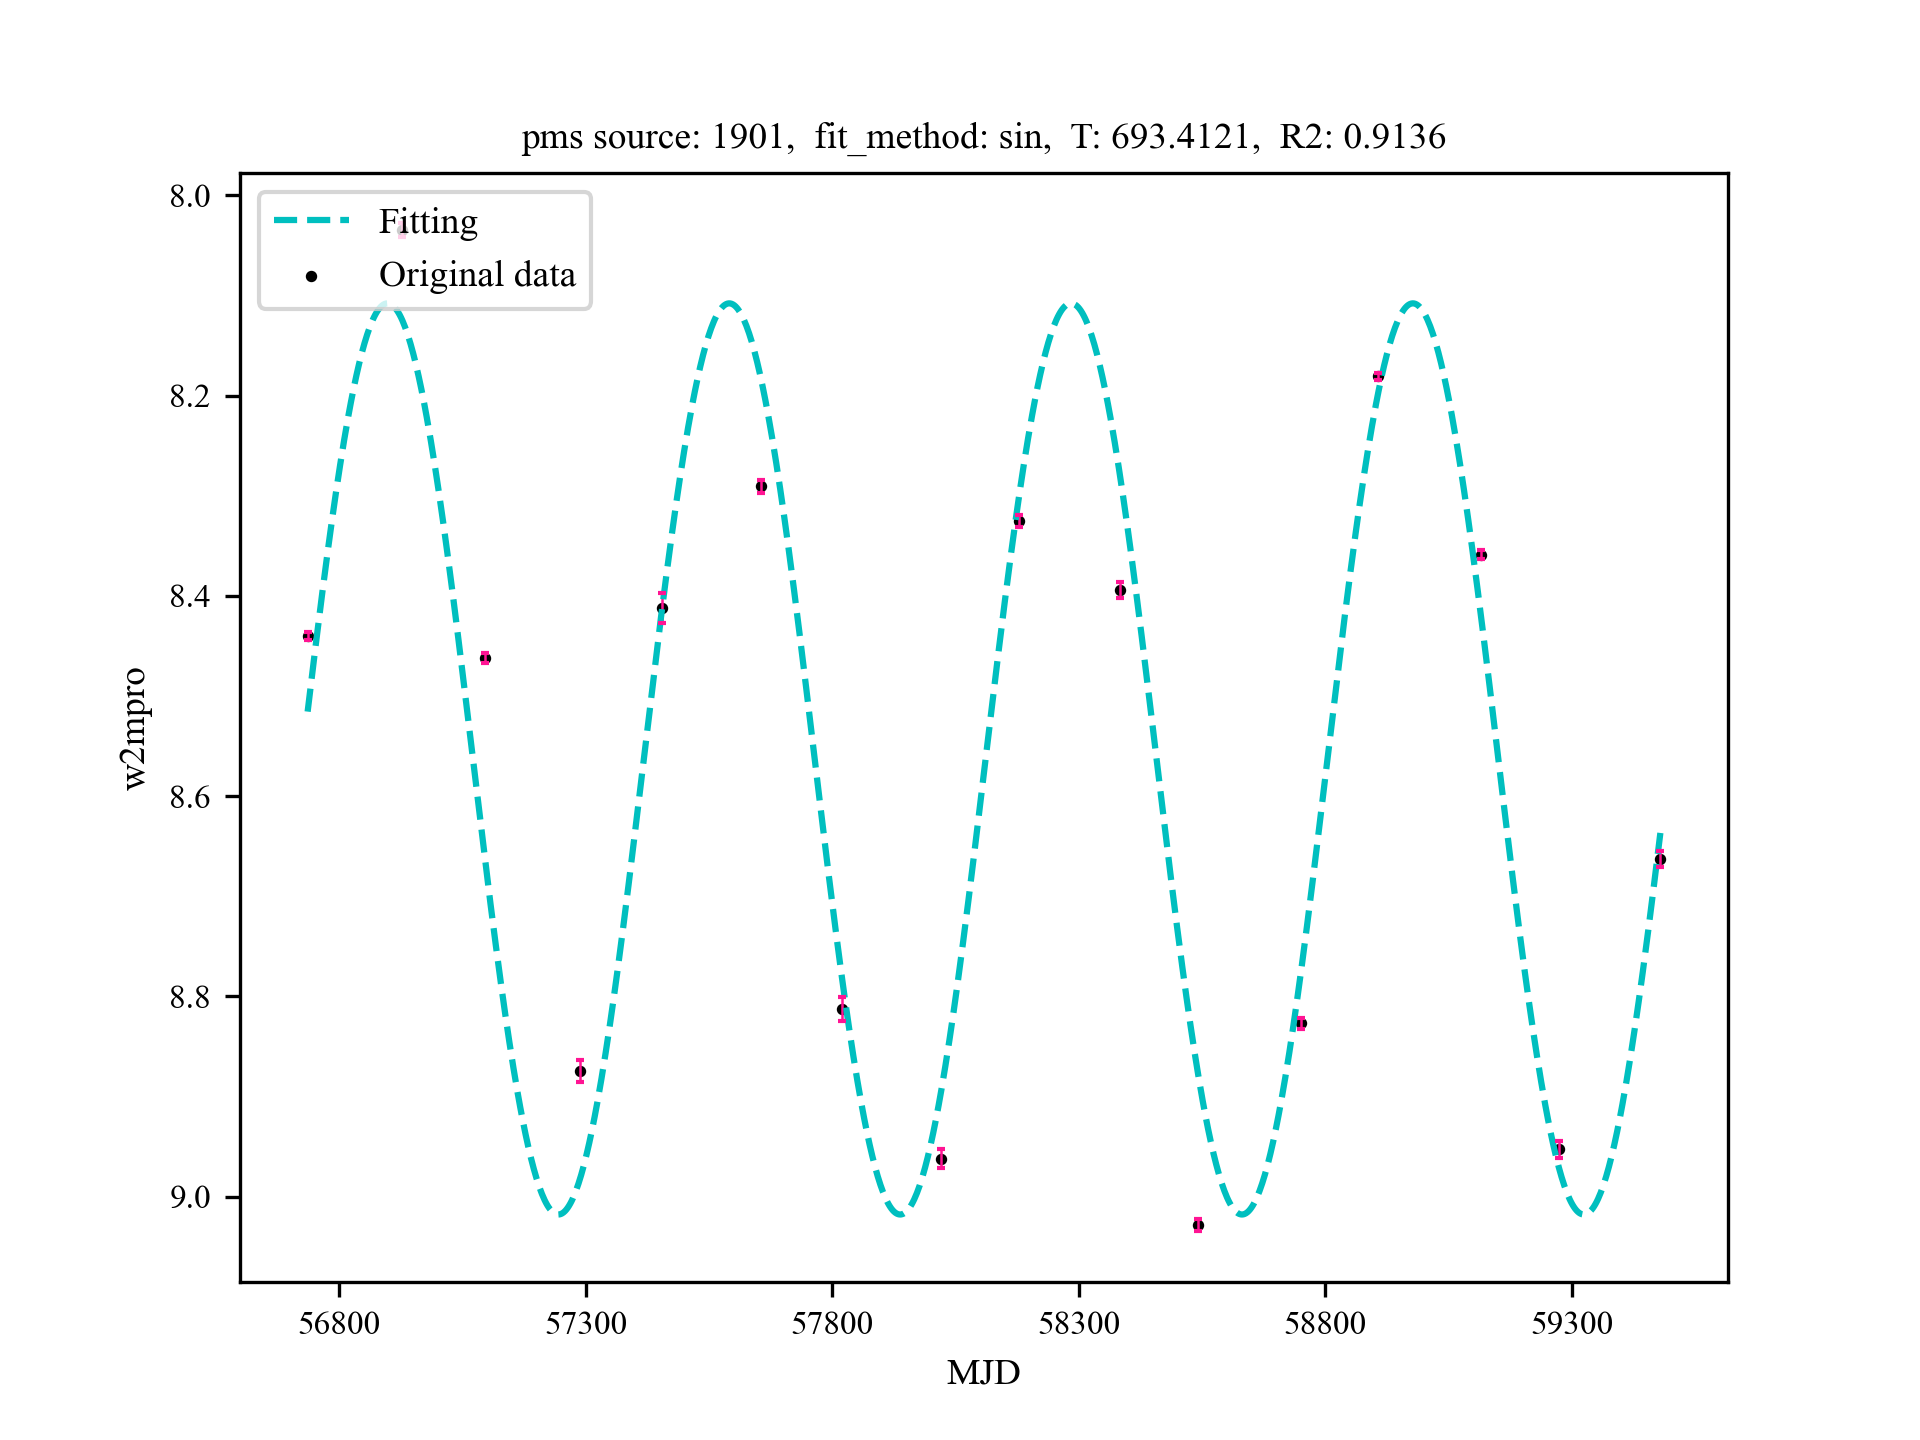 pms source: 1901,  fit_method: sin,  T: 693.4121,  R2: 0.9136
Fitting
Original data
8.0
8.2
8.4
8.6
8.8
9.0
w2mpro
56800
57300
57800
58300
58800
59300
MJD